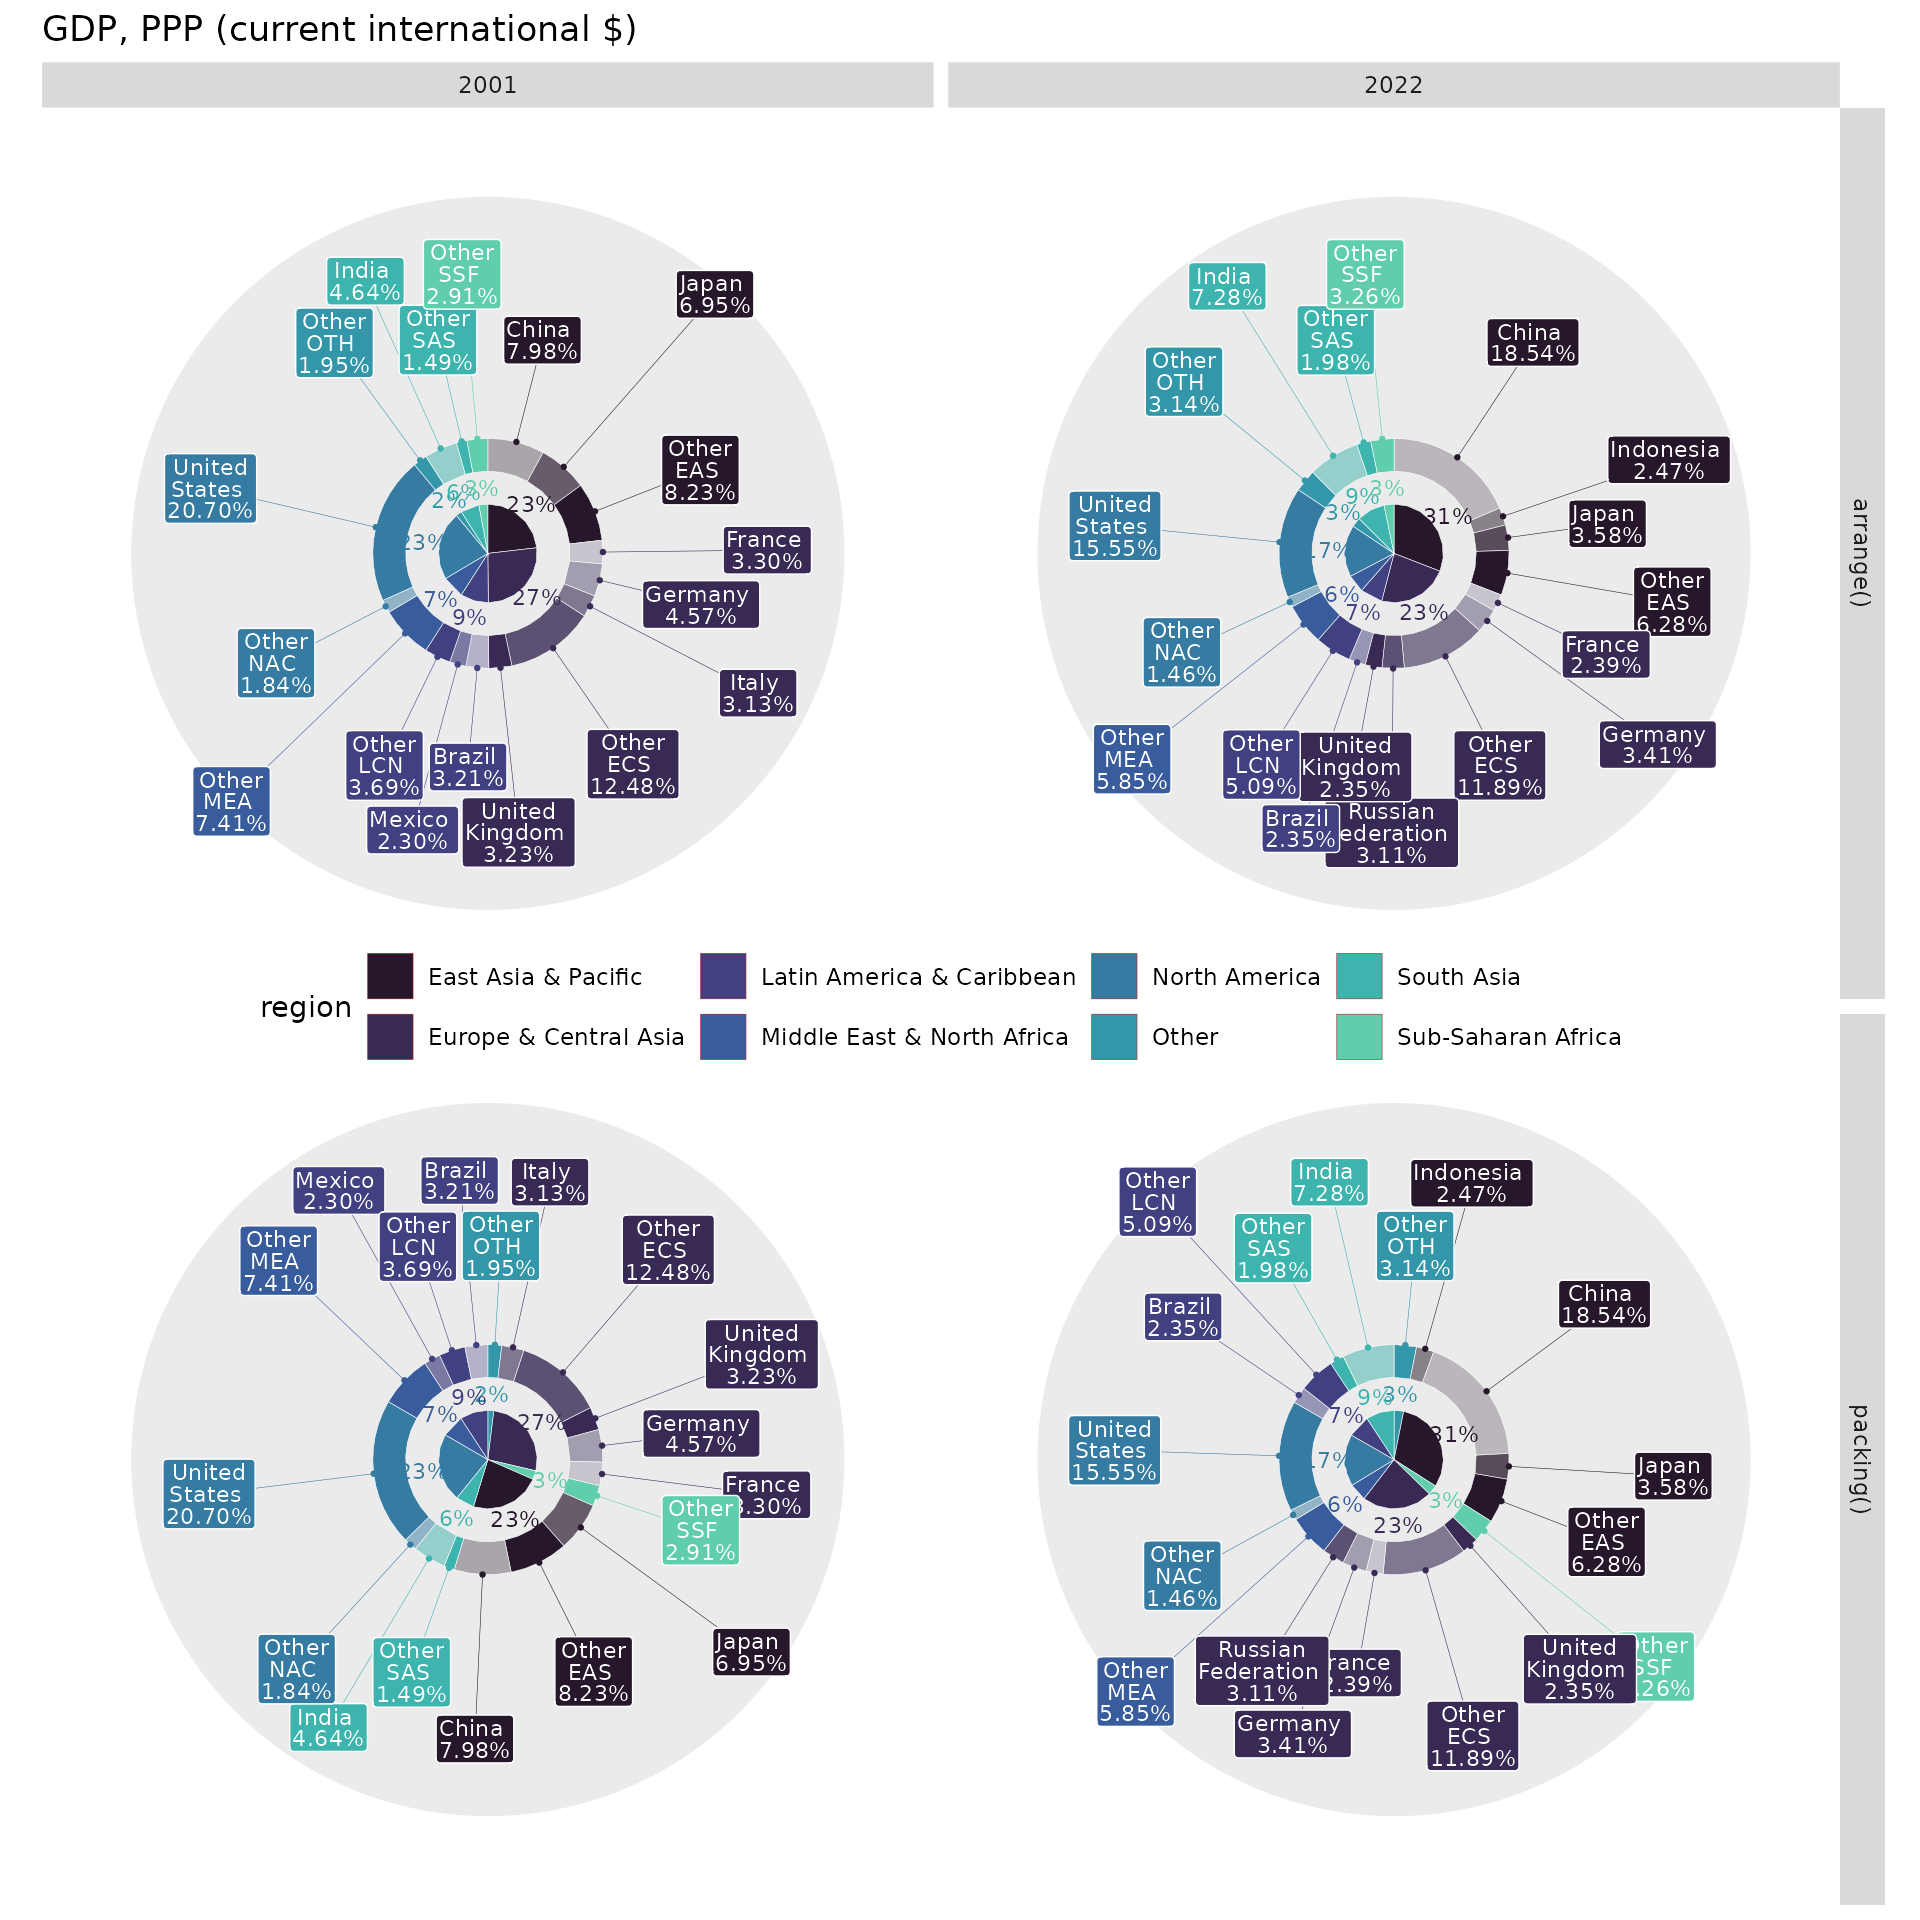 GDP, PPP (current international $)
2001
2022
arrange()
Other
SSF
2.91%
India
4.64%
Japan
6.95%
Other
OTH
1.95%
Other
SAS
1.49%
China
7.98%
Other
EAS
8.23%
United
States
20.70%
France
3.30%
Germany
4.57%
Other
NAC
1.84%
Italy
3.13%
Other
LCN
3.69%
Brazil
3.21%
Other
ECS
12.48%
Other
MEA
7.41%
Mexico
2.30%
United
Kingdom
3.23%
23%
27%
9%
7%
23%
2%
6%
3%
Other
SSF
3.26%
India
7.28%
Other
SAS
1.98%
China
18.54%
Other
OTH
3.14%
Indonesia
2.47%
United
States
15.55%
Japan
3.58%
Other
EAS
6.28%
Other
NAC
1.46%
France
2.39%
Other
MEA
5.85%
Other
LCN
5.09%
United
Kingdom
2.35%
Other
ECS
11.89%
Germany
3.41%
Brazil
2.35%
Russian
ederation
3.11%
31%
23%
7%
6%
17%
3%
9%
3%
region
East Asia & Pacific
Latin America & Caribbean
North America
South Asia
Europe & Central Asia
Middle East & North Africa
Other
Sub-Saharan Africa
packing()
Mexico
2.30%
Brazil
3.21%
Italy
3.13%
Other
MEA
7.41%
Other
LCN
3.69%
Other
OTH
1.95%
Other
ECS
12.48%
United
Kingdom
3.23%
Germany
4.57%
United
States
20.70%
France
3.30%
Other
SSF
2.91%
Other
NAC
1.84%
Other
SAS
1.49%
Other
EAS
8.23%
Japan
6.95%
India
4.64%
China
7.98%
9%
2%
7%
27%
23%
3%
6%
23%
Other
LCN
5.09%
India
7.28%
Indonesia
2.47%
Other
SAS
1.98%
Other
OTH
3.14%
Brazil
2.35%
China
18.54%
United
States
15.55%
Japan
3.58%
Other
EAS
6.28%
Other
NAC
1.46%
Other
MEA
5.85%
Russian
Federation
3.11%
rance
2.39%
United
Kingdom
2.35%
Other
SSF
.26%
Germany
3.41%
Other
ECS
11.89%
9%
3%
7%
31%
17%
6%
3%
23%